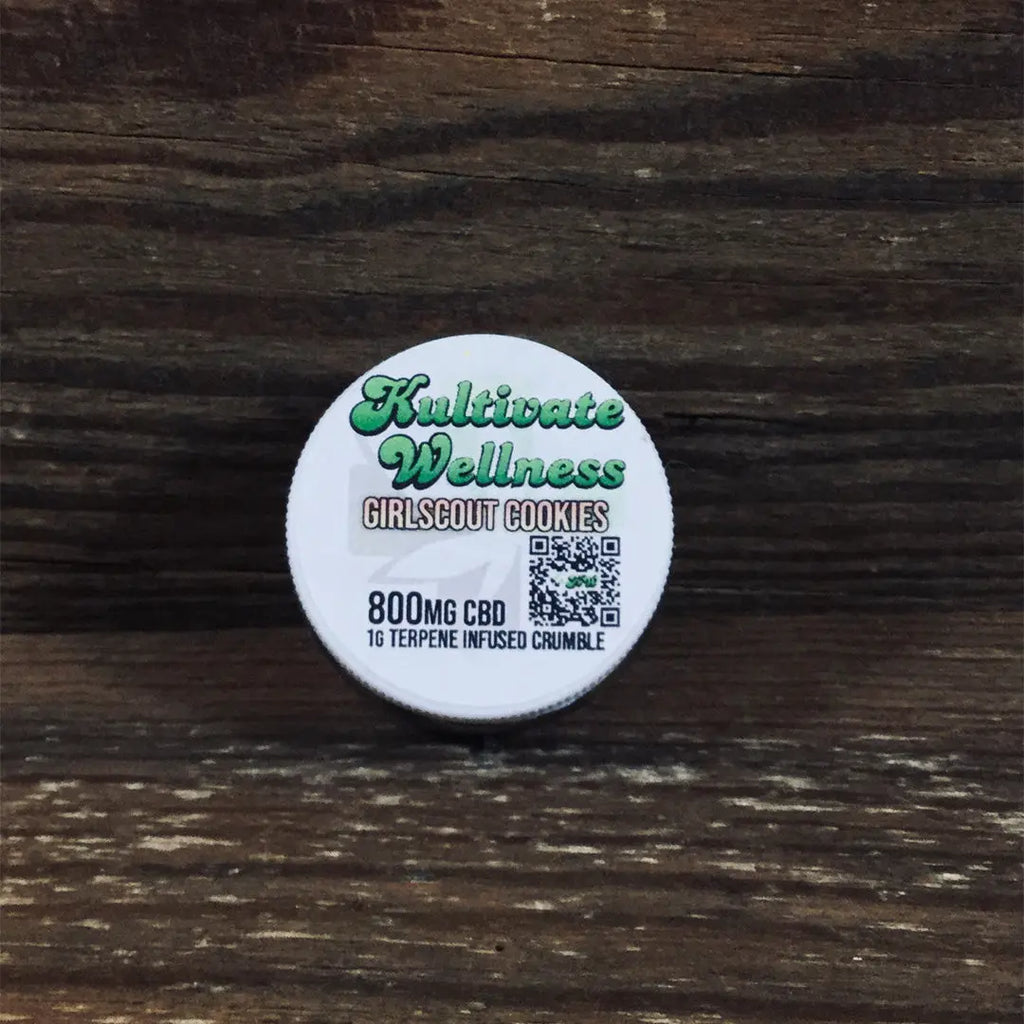 Kultivate
Wellness
GIRLSCOUT COOKIES
800MG CBD
1G TERPENE INFUSED CRUMBLE